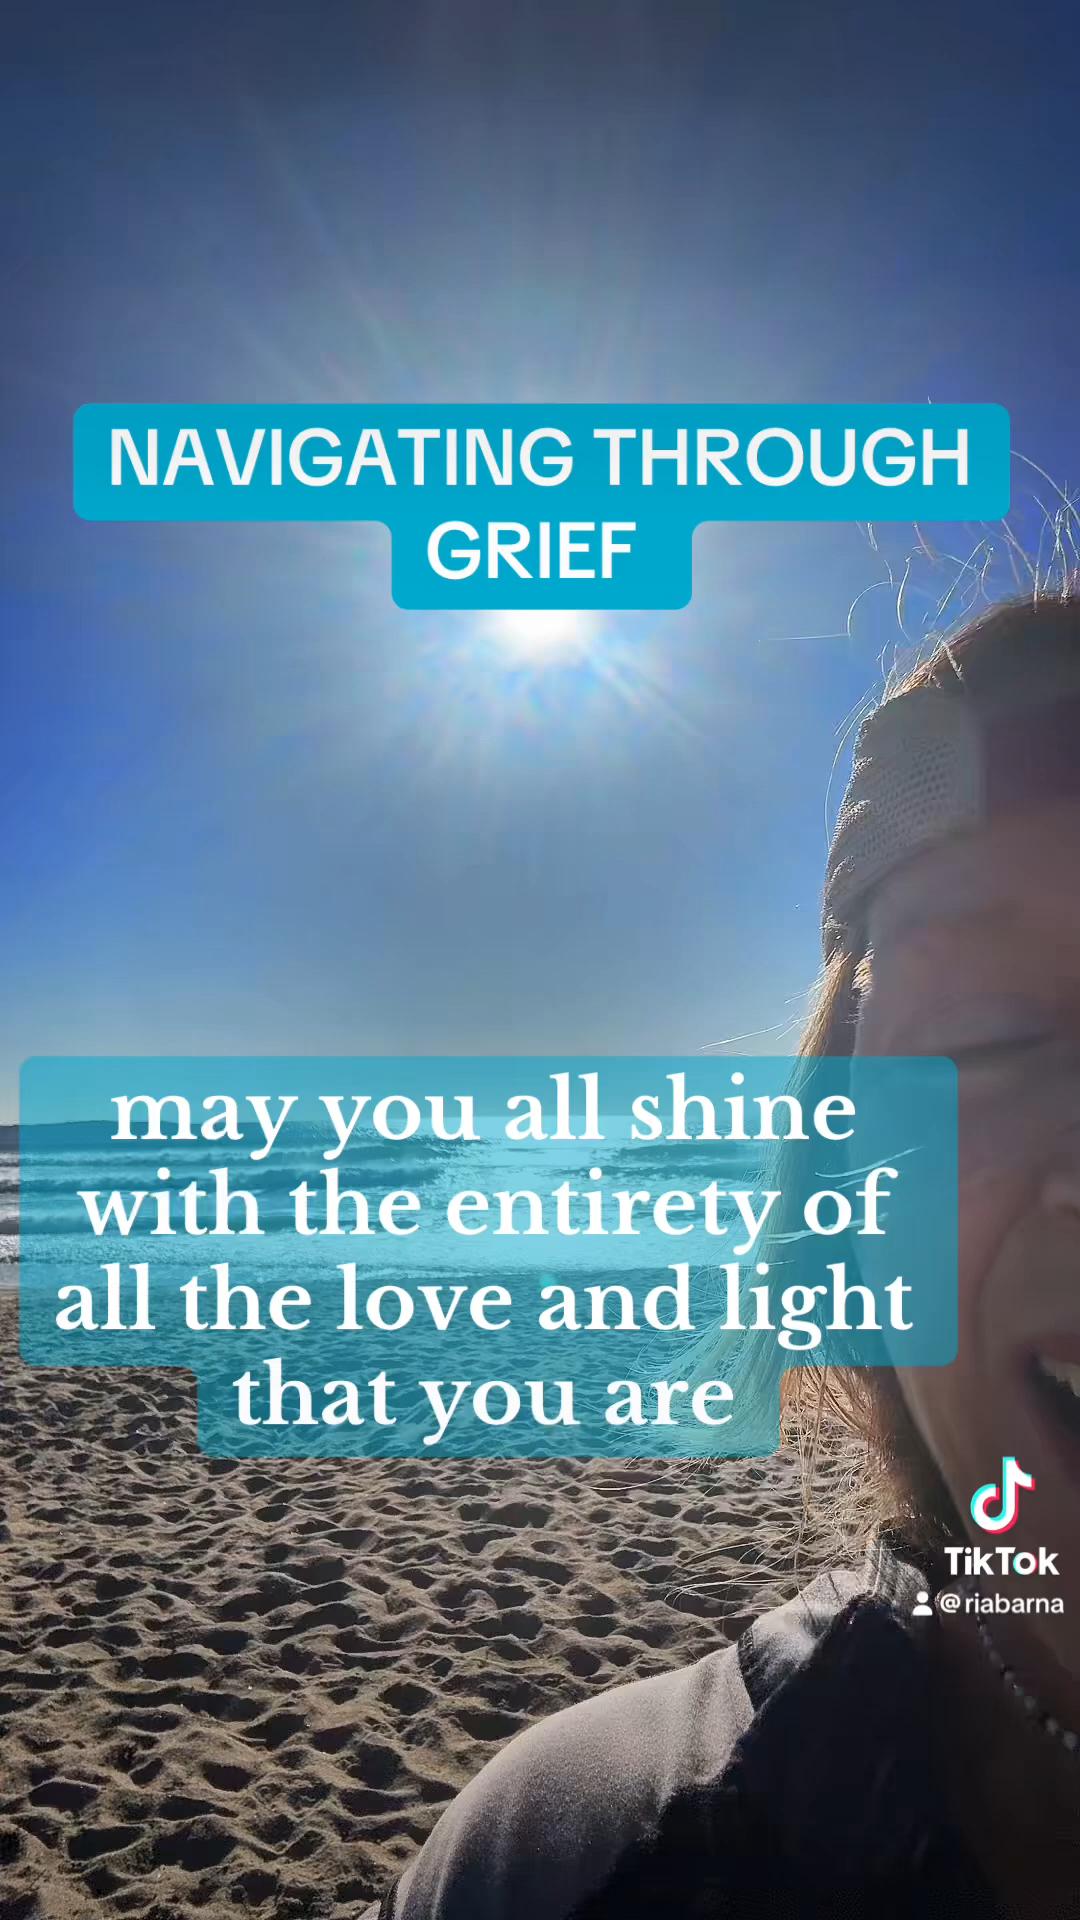 NAVIGATING THROUGH
GRIEF
may you all shine
with the entirety of
all the love and light
that you are
TikTok
@riabarna